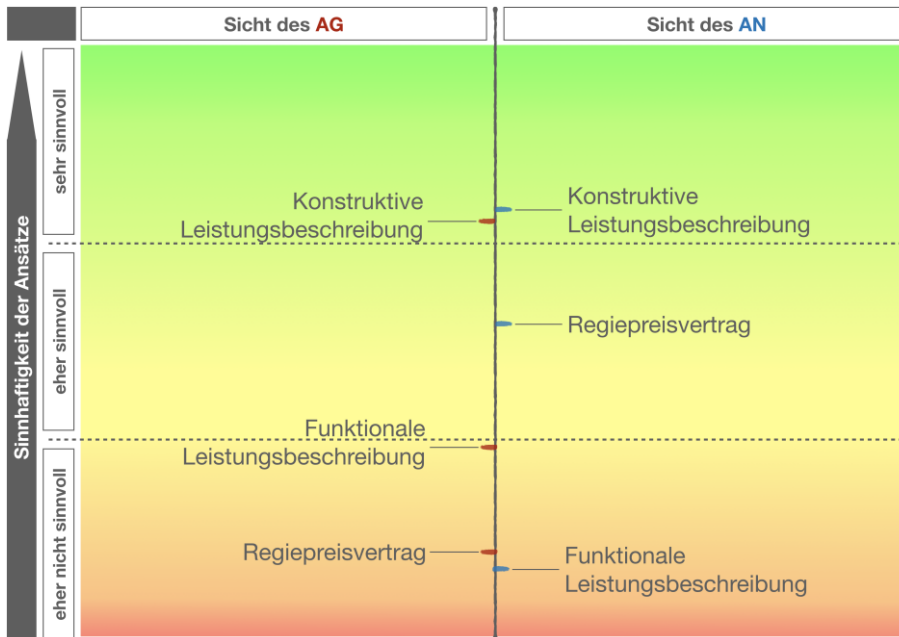 Sicht des AG
Sicht des AN
Sinnhaftigkeit der Ansätze
sehr sinnvoll
eher sinnvoll
eher nicht sinnvoll
Konstruktive
Leistungsbeschreibung
Konstruktive
Leistungsbeschreibung
Regiepreisvertrag
Funktionale
Leistungsbeschreibung
Regiepreisvertrag
Funktionale
Leistungsbeschreibung